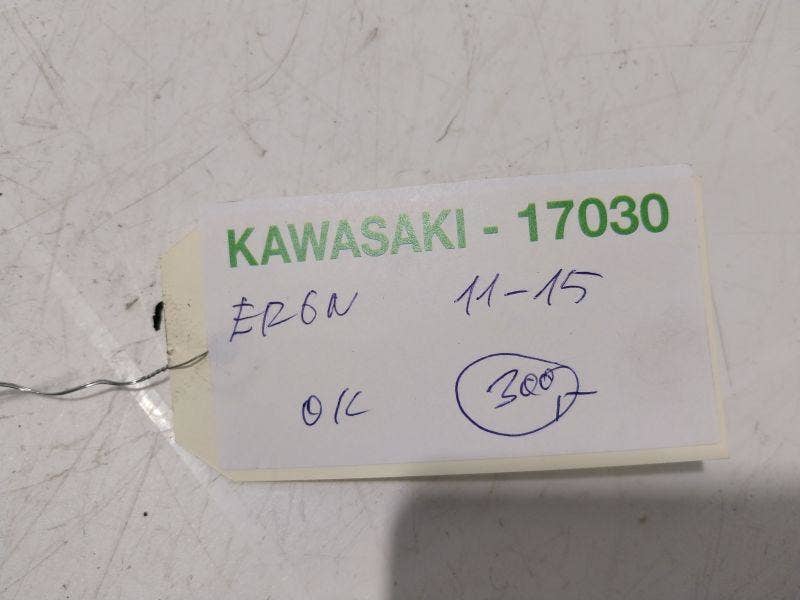 KAWASAKI - 17030
ER6N 11-15
OK 300,-